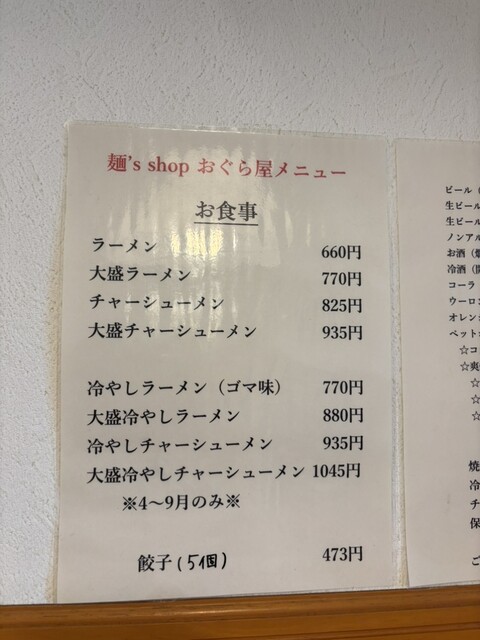 麺's shop おぐら屋メニュー
お食事
ラーメン 660円
大盛ラーメン 770円
チャーシューメン 825円
大盛チャーシューメン 935円
冷やしラーメン（ゴマ味） 770円
大盛冷やしラーメン 880円
冷やしチャーシューメン 935円
大盛冷やしチャーシューメン 1045円
※4〜9月のみ※
餃子(5個) 473円
ビール
生ビール
生ビール
ノンアル
お酒
冷酒
コーラ
ウーロン
オレン
ペット
☆コ
☆爽
☆
☆
☆
焼
冷
チ
保
ご